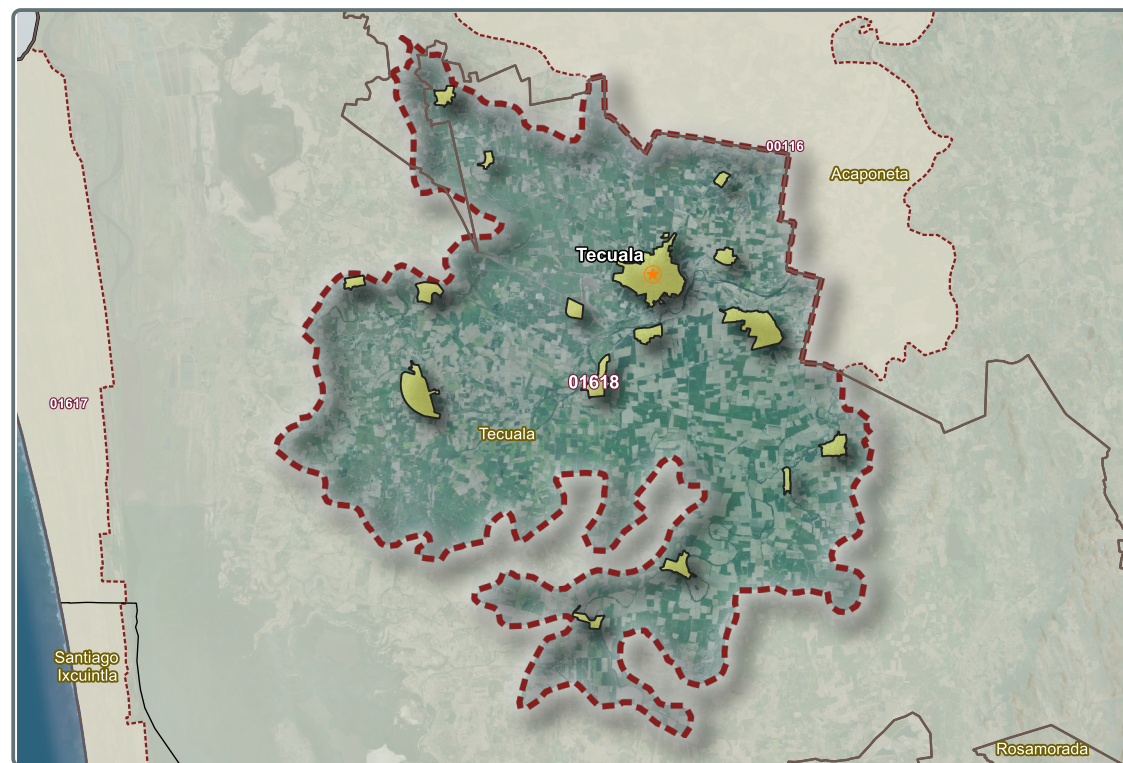 00116
Acaponeta
Tecuala
01618
01617
Tecuala
Santiago
Ixcuintla
Rosamorada